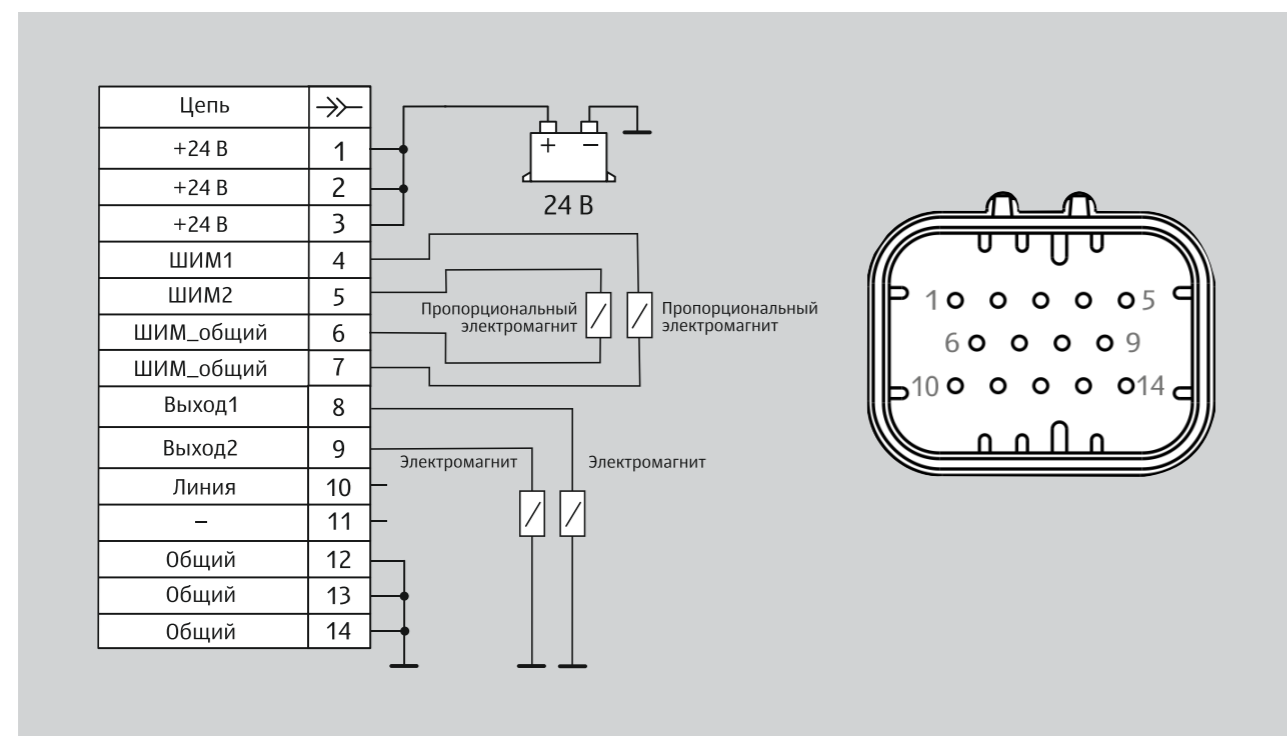 Цепь
+24 В 1
+24 В 2
+24 В 3
ШИМ1 4
ШИМ2 5
ШИМ_общий 6
ШИМ_общий 7
Выход1 8
Выход2 9
Линия 10
– 11
Общий 12
Общий 13
Общий 14
+ –
24 В
Пропорциональный
электромагнит
Пропорциональный
электромагнит
Электромагнит
Электромагнит
1 5
6 9
10 14